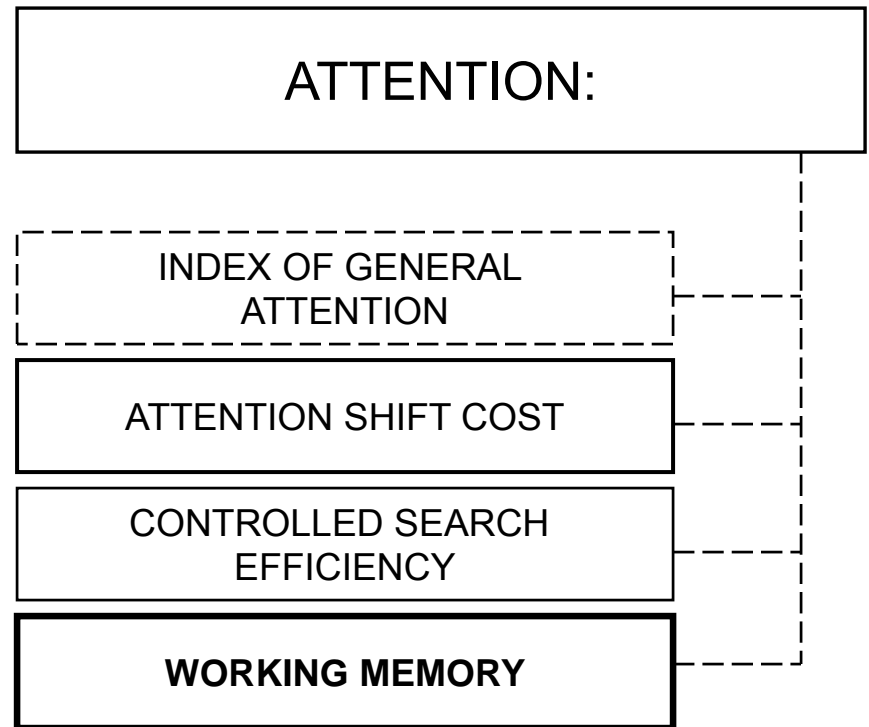 ATTENTION:
INDEX OF GENERAL
ATTENTION
ATTENTION SHIFT COST
CONTROLLED SEARCH
EFFICIENCY
WORKING MEMORY